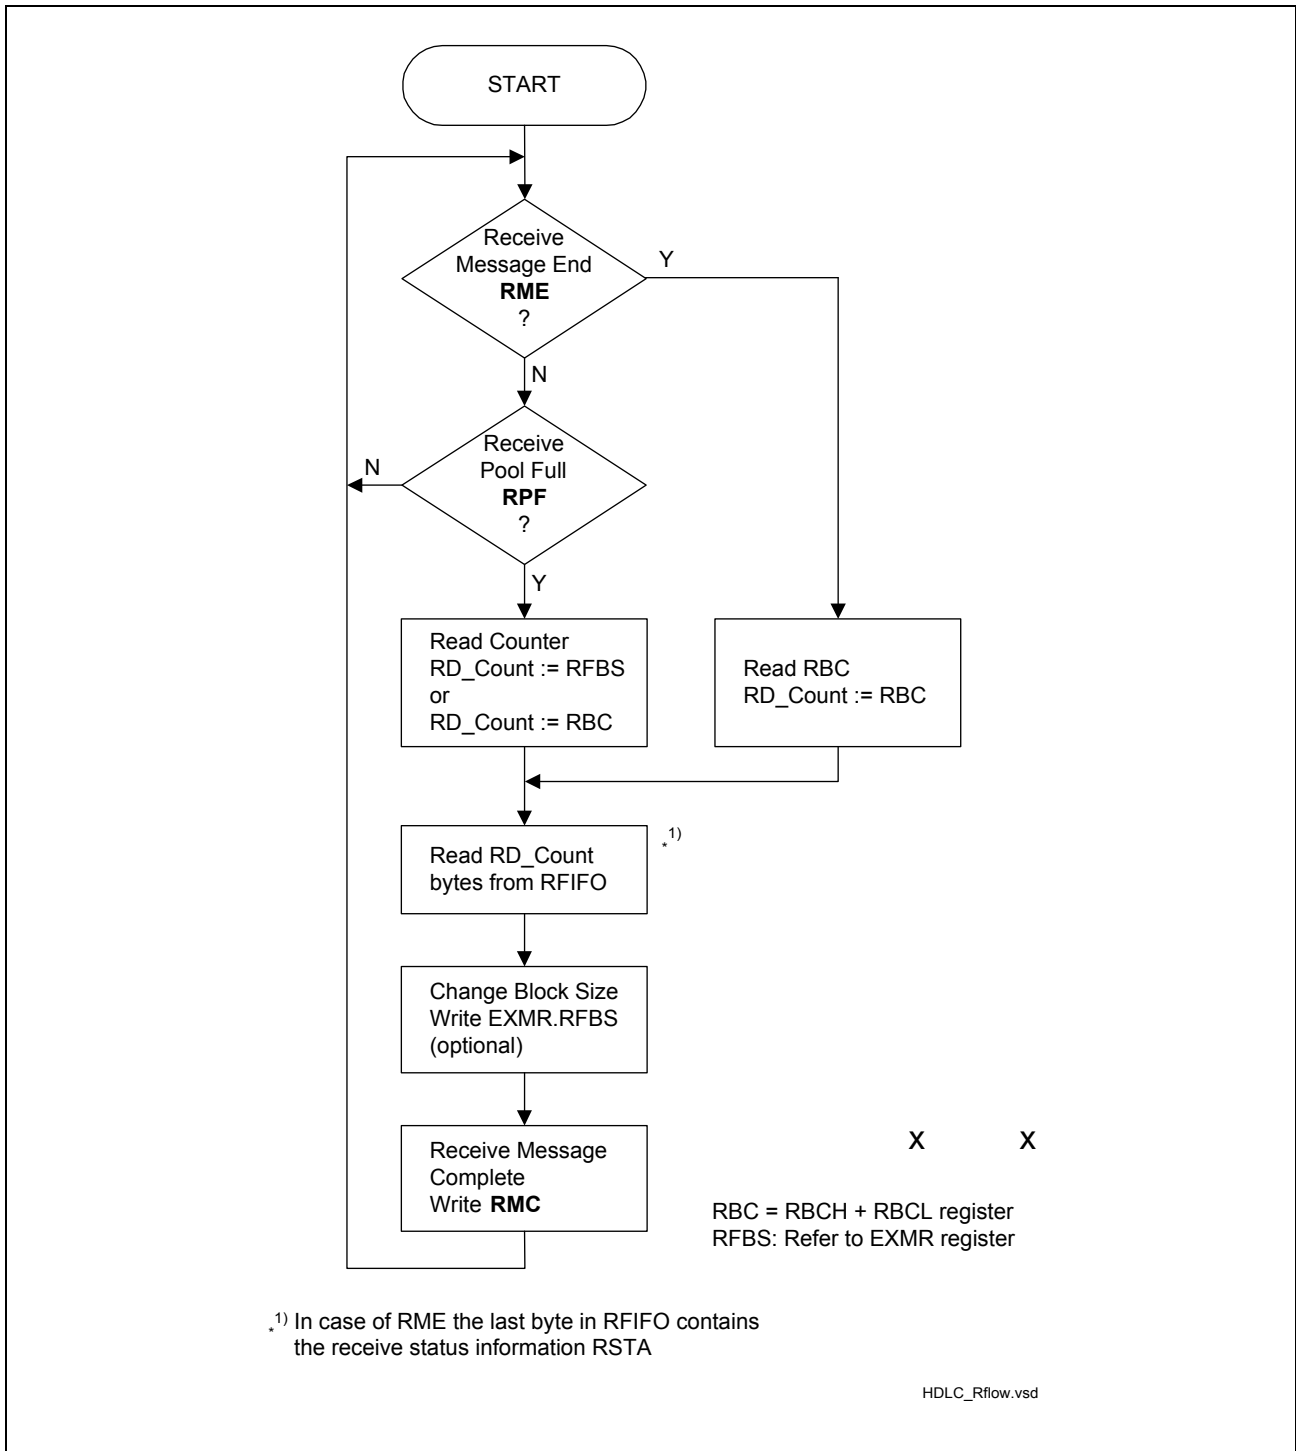 START
Receive
Message End
RME
?
Y
N
Receive
Pool Full
RPF
?
N
Y
Read Counter
RD_Count := RFBS
or
RD_Count := RBC
Read RBC
RD_Count := RBC
Read RD_Count
bytes from RFIFO
*1)
Change Block Size
Write EXMR.RFBS
(optional)
Receive Message
Complete
Write RMC
x x
RBC = RBCH + RBCL register
RFBS: Refer to EXMR register
*1) In case of RME the last byte in RFIFO contains
the receive status information RSTA
HDLC_Rflow.vsd